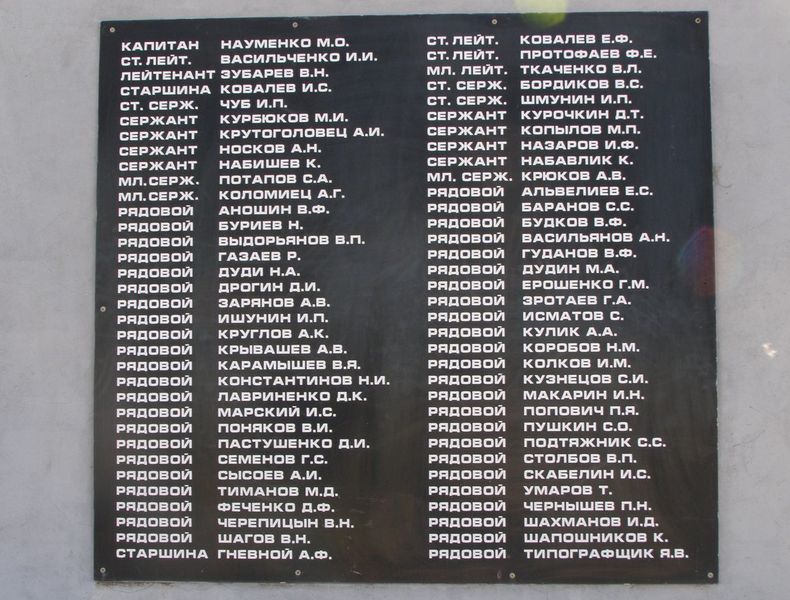 КАПИТАН НАУМЕНКО М.О.
СТ. ЛЕЙТ. ВАСИЛЬЧЕНКО И.И.
ЛЕЙТЕНАНТ ЗУБАРЕВ В.Н.
СТАРШИНА КОВАЛЕВ И.С.
СТ. СЕРЖ. ЧУБ И.П.
СЕРЖАНТ КУРБЮКОВ М.И.
СЕРЖАНТ КРУТОГОЛОВЕЦ А.И.
СЕРЖАНТ НОСКОВ А.Н.
СЕРЖАНТ НАБИШЕВ К.
МЛ. СЕРЖ. ПОТАПОВ С.А.
МЛ. СЕРЖ. КОЛОМИЕЦ А.Г.
РЯДОВОЙ АНОШИН В.Ф.
РЯДОВОЙ БУРИЕВ Н.
РЯДОВОЙ ВЫДОРЬЯНОВ В.П.
РЯДОВОЙ ГАЗАЕВ Р.
РЯДОВОЙ ДУДИ Н.А.
РЯДОВОЙ ДРОГИН Д.И.
РЯДОВОЙ ЗАРЯНОВ А.В.
РЯДОВОЙ ИШУНИН И.П.
РЯДОВОЙ КРУГЛОВ А.К.
РЯДОВОЙ КРЫВАШЕВ А.В.
РЯДОВОЙ КАРАМЫШЕВ В.Я.
РЯДОВОЙ КОНСТАНТИНОВ Н.И.
РЯДОВОЙ ЛАВРИНЕНКО Д.К.
РЯДОВОЙ МАРСКИЙ И.С.
РЯДОВОЙ ПОНЯКОВ В.И.
РЯДОВОЙ ПАСТУШЕНКО Д.И.
РЯДОВОЙ СЕМЕНОВ Г.С.
РЯДОВОЙ СЫСОЕВ А.И.
РЯДОВОЙ ТИМАНОВ М.Д.
РЯДОВОЙ ФЕЧЕНКО Д.Ф.
РЯДОВОЙ ЧЕРЕПИЦЫН В.Н.
РЯДОВОЙ ШАГОВ В.Н.
СТАРШИНА ГНЕВНОЙ А.Ф.
СТ. ЛЕЙТ. КОВАЛЕВ Е.Ф.
СТ. ЛЕЙТ. ПРОТОФАЕВ Ф.Е.
МЛ. ЛЕЙТ. ТКАЧЕНКО В.Л.
СТ. СЕРЖ. БОРДИКОВ В.С.
СТ. СЕРЖ. ШМУНИН И.П.
СЕРЖАНТ КУРОЧКИН Д.Т.
СЕРЖАНТ КОПЫЛОВ М.П.
СЕРЖАНТ НАЗАРОВ И.Ф.
СЕРЖАНТ НАБАВЛИК К.
МЛ. СЕРЖ. КРЮКОВ А.В.
РЯДОВОЙ АЛЬВЕЛИЕВ Е.С.
РЯДОВОЙ БАРАНОВ С.С.
РЯДОВОЙ БУДКОВ В.Ф.
РЯДОВОЙ ВАСИЛЬЯНОВ А.Н.
РЯДОВОЙ ГУДАНОВ В.Ф.
РЯДОВОЙ ДУДИН М.А.
РЯДОВОЙ ЕРОШЕНКО Г.М.
РЯДОВОЙ ЗРОТАЕВ Г.А.
РЯДОВОЙ ИСМАТОВ С.
РЯДОВОЙ КУЛИК А.А.
РЯДОВОЙ КОРОБОВ Н.М.
РЯДОВОЙ КОЛКОВ И.М.
РЯДОВОЙ КУЗНЕЦОВ С.И.
РЯДОВОЙ МАКАРИН И.Н.
РЯДОВОЙ ПОПОВИЧ П.Я.
РЯДОВОЙ ПУШКИН С.О.
РЯДОВОЙ ПОДТЯЖНИК С.С.
РЯДОВОЙ СТОЛБОВ В.П.
РЯДОВОЙ СКАБЕЛИН И.С.
РЯДОВОЙ УМАРОВ Т.
РЯДОВОЙ ЧЕРНЫШЕВ П.Н.
РЯДОВОЙ ШАХМАНОВ И.Д.
РЯДОВОЙ ШАПОШНИКОВ К.
РЯДОВОЙ ТИПОГРАФЩИК Я.В.